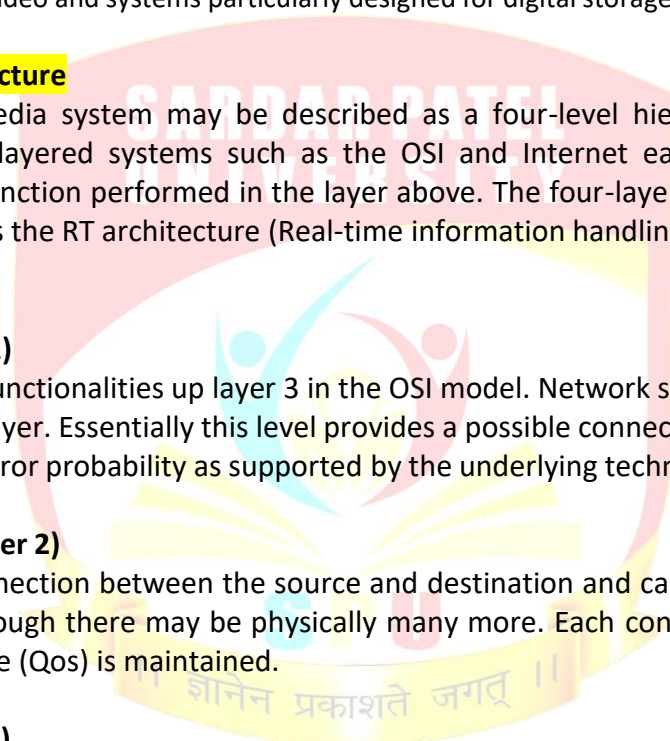 ideo and systems particularly designed for digital storage
cture
edia system may be described as a four-level hie
layered systems such as the OSI and Internet ea
nction performed in the layer above. The four-laye
s the RT architecture (Real-time information handlin
SARDAR PATEL
UNIVERSITY
)
unctionalities up layer 3 in the OSI model. Network s
yer. Essentially this level provides a possible connec
ror probability as supported by the underlying techn
er 2)
nection between the source and destination and ca
ough there may be physically many more. Each con
e (Qos) is maintained.
SPU
।। ज्ञानेन प्रकाशते जगत् ।।
)